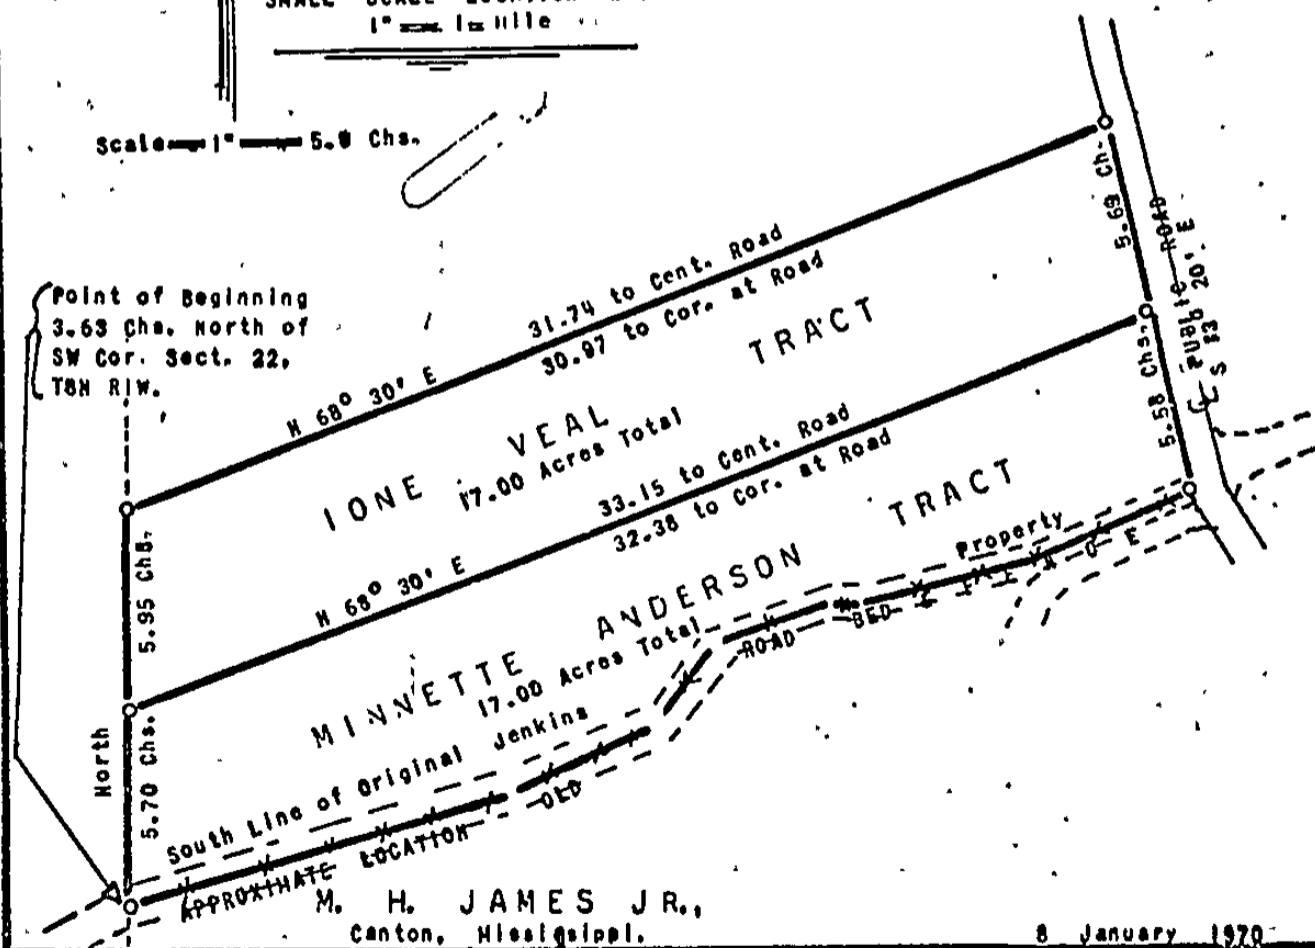 Scale 1" 5.0 Chs.
Point of Beginning
3.63 Chs. North of
SW Cor. Sect. 22,
T8N R1W.
N 68° 30' E
31.74 to Cent. Road
30.97 to Cor. at Road
5.69 Ch.
PUBLIC ROAD
20' E
IONE VEAL TRACT
17.00 Acres Total
5.95 Chs.
N 68° 30' E
33.15 to Cent. Road
32.38 to Cor. at Road
5.58 Chs.
MINNETTE ANDERSON TRACT
17.00 Acres Total
North
5.70 Chs.
South Line of Original Jenkins Property
APPROXIMATE LOCATION OLD ROAD BED
M. H. JAMES JR.,
Canton, Mississippi.
8 January 1970